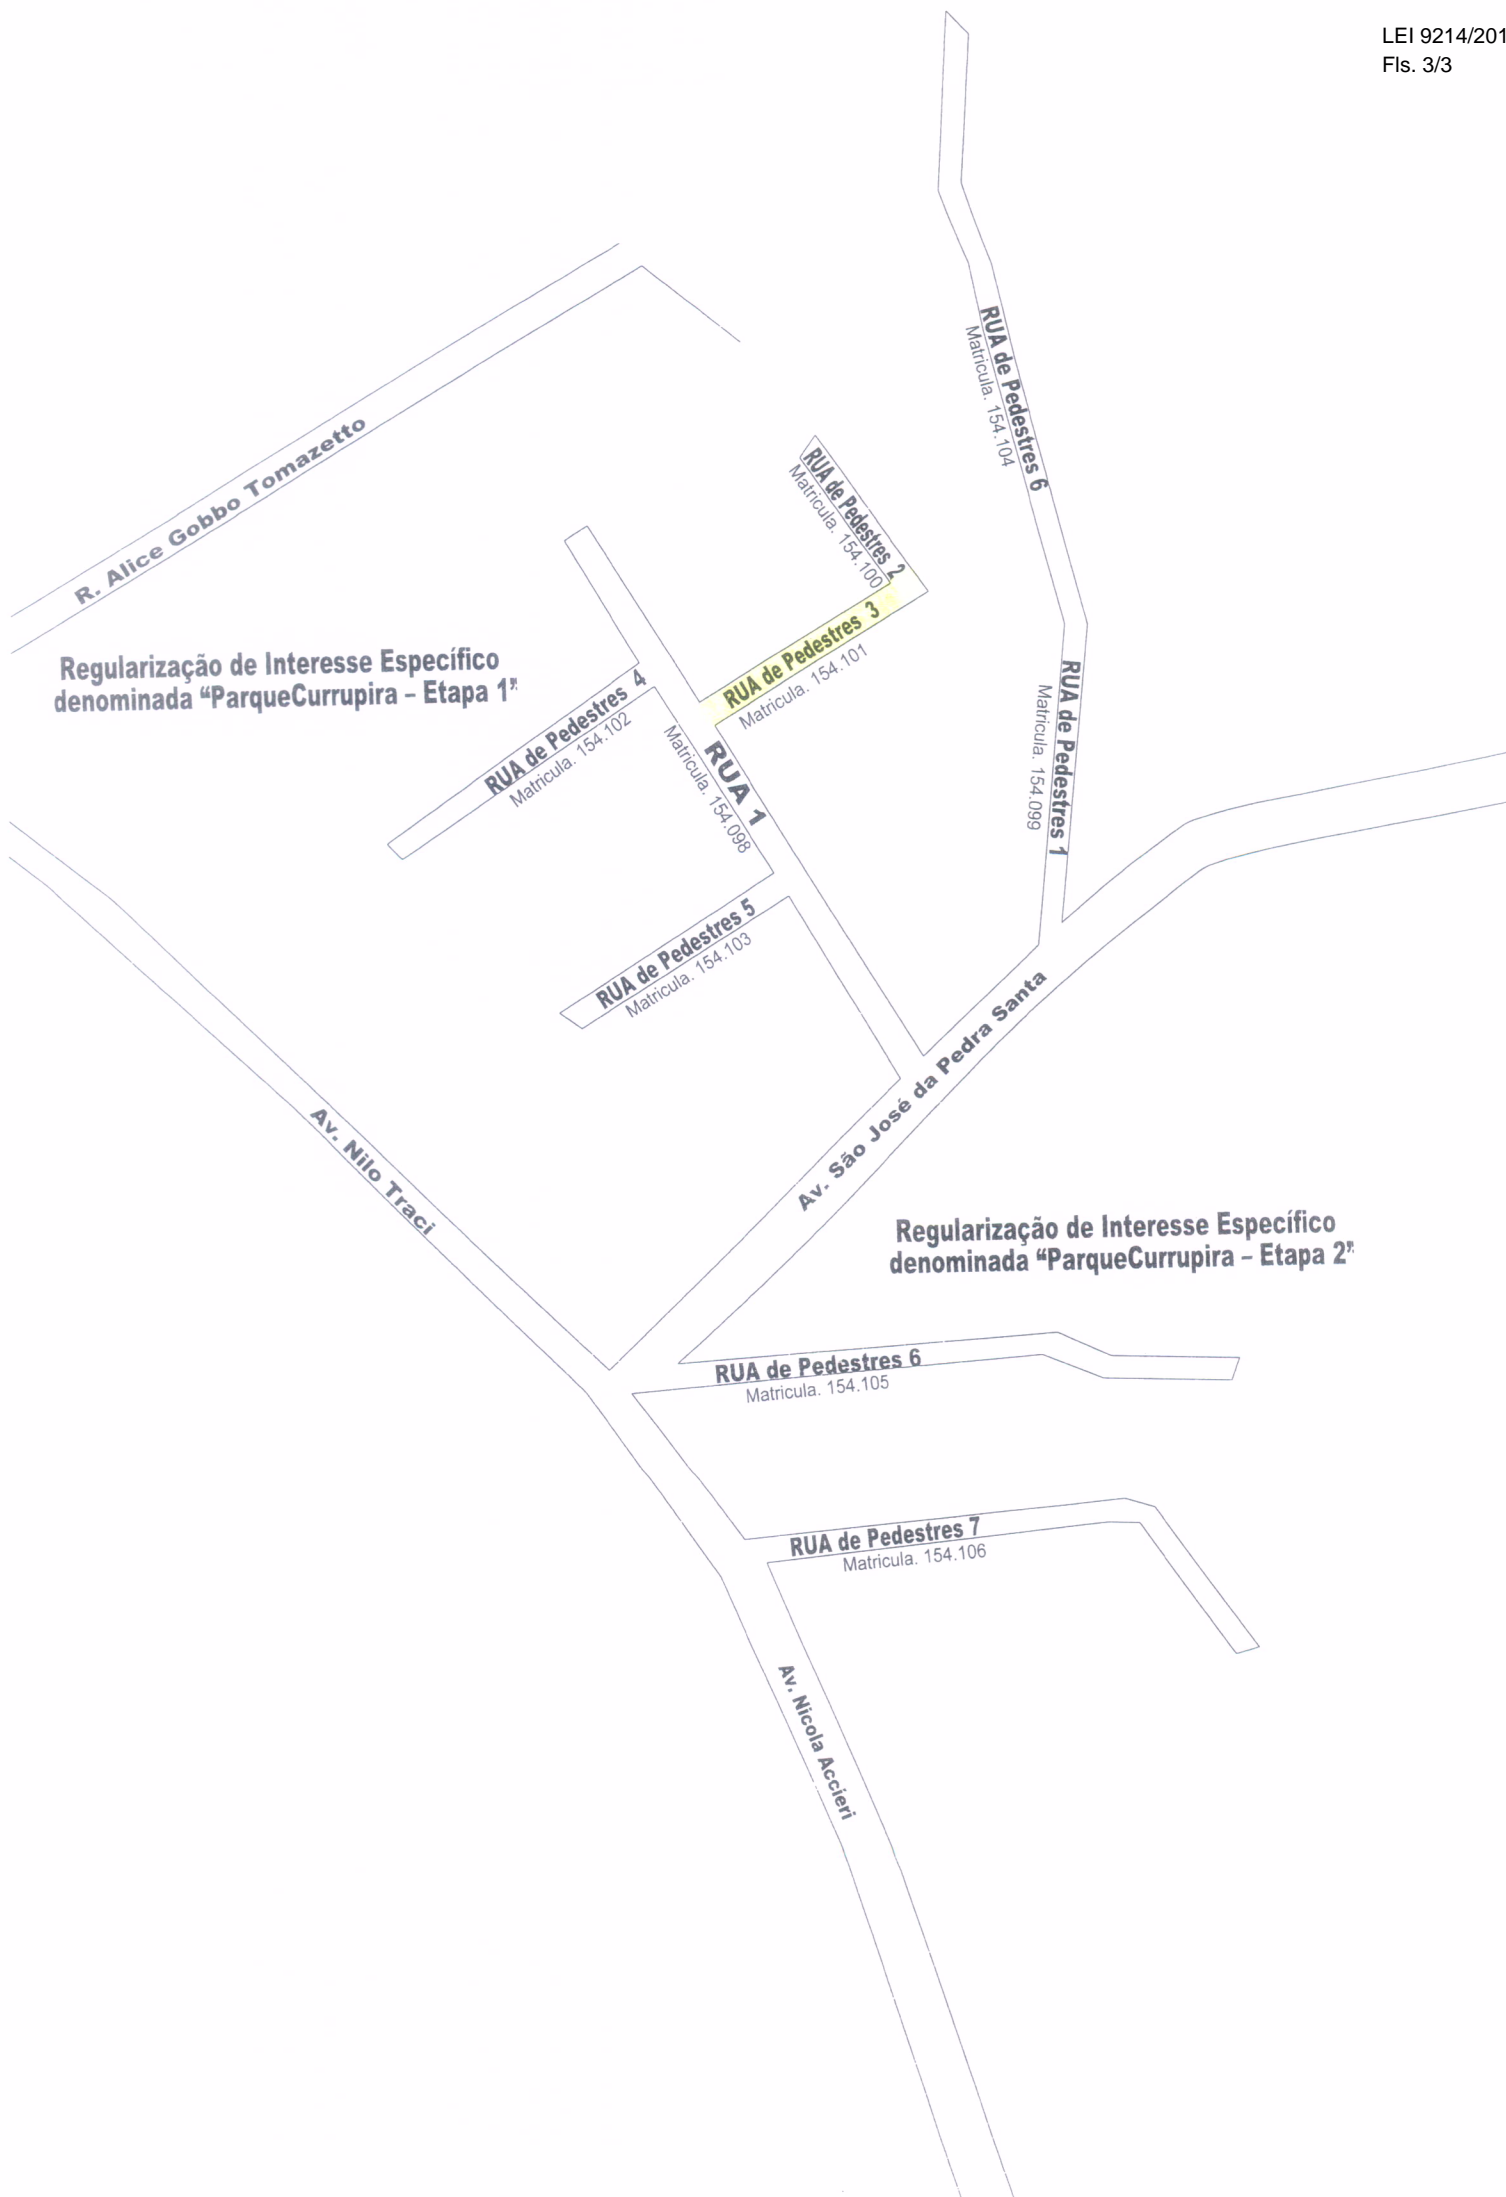 LEI 9214/201
Fls. 3/3
RUA de Pedestres 6
Matricula. 154.104
R. Alice Gobbo Tomazetto
RUA de Pedestres 2
Matricula. 154.100
RUA de Pedestres 3
Matricula. 154.101
Regularização de Interesse Específico
denominada “ParqueCurrupira – Etapa 1”
RUA de Pedestres 4
Matricula. 154.102
RUA 1
Matricula. 154.098
RUA de Pedestres 1
Matricula. 154.099
RUA de Pedestres 5
Matricula. 154.103
Av. São José da Pedra Santa
Av. Nilo Traci
Regularização de Interesse Específico
denominada “ParqueCurrupira – Etapa 2”
RUA de Pedestres 6
Matricula. 154.105
RUA de Pedestres 7
Matricula. 154.106
Av. Nicola Accieri